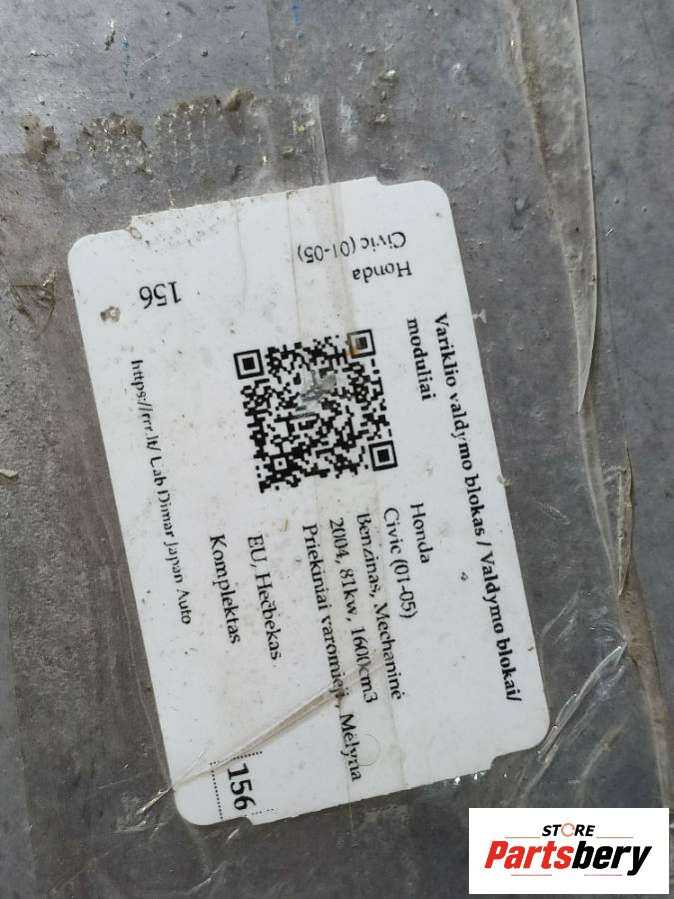 Variklio valdymo blokas / Valdymo blokai/
moduliai
Honda
Civic (01-05)
Benzinas, Mechaninė
2004, 81kw, 1600cm3
Priekiniai varomieji, Mėlyna
EU, Hečbekas
Komplektas
https://rrr.lt/ Lab Dimar Japan Auto
156
Honda
Civic (01-05)
156
STORE
Partsbery